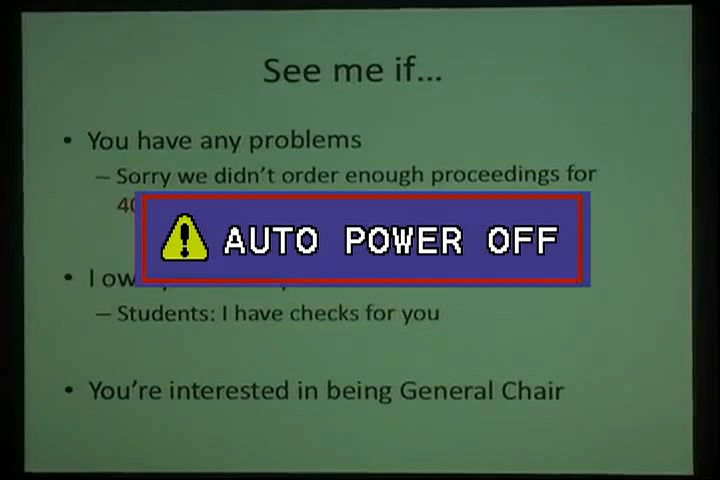 See me if...
• You have any problems
– Sorry we didn't order enough proceedings for
AUTO POWER OFF
• I
– Students: I have checks for you
• You're interested in being General Chair